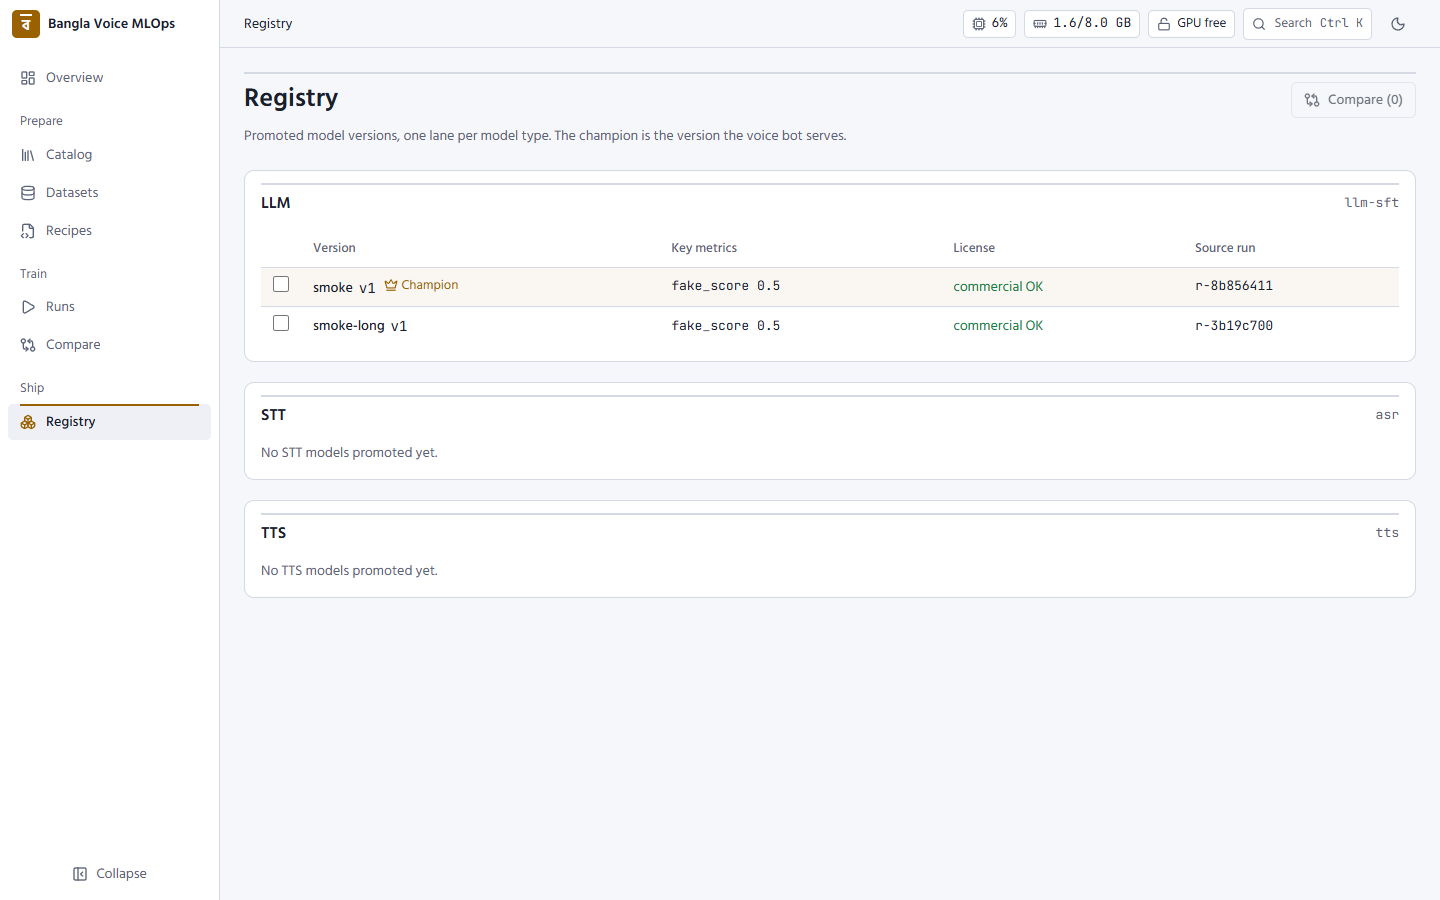 ব Bangla Voice MLOps
Registry
6%
1.6/8.0 GB
GPU free
Search Ctrl K
Overview
Prepare
Catalog
Datasets
Recipes
Train
Runs
Compare
Ship
Registry
Collapse
Registry
Compare (0)
Promoted model versions, one lane per model type. The champion is the version the voice bot serves.
LLM llm-sft
Version Key metrics License Source run
smoke v1 Champion fake_score 0.5 commercial OK r-8b856411
smoke-long v1 fake_score 0.5 commercial OK r-3b19c700
STT asr
No STT models promoted yet.
TTS tts
No TTS models promoted yet.